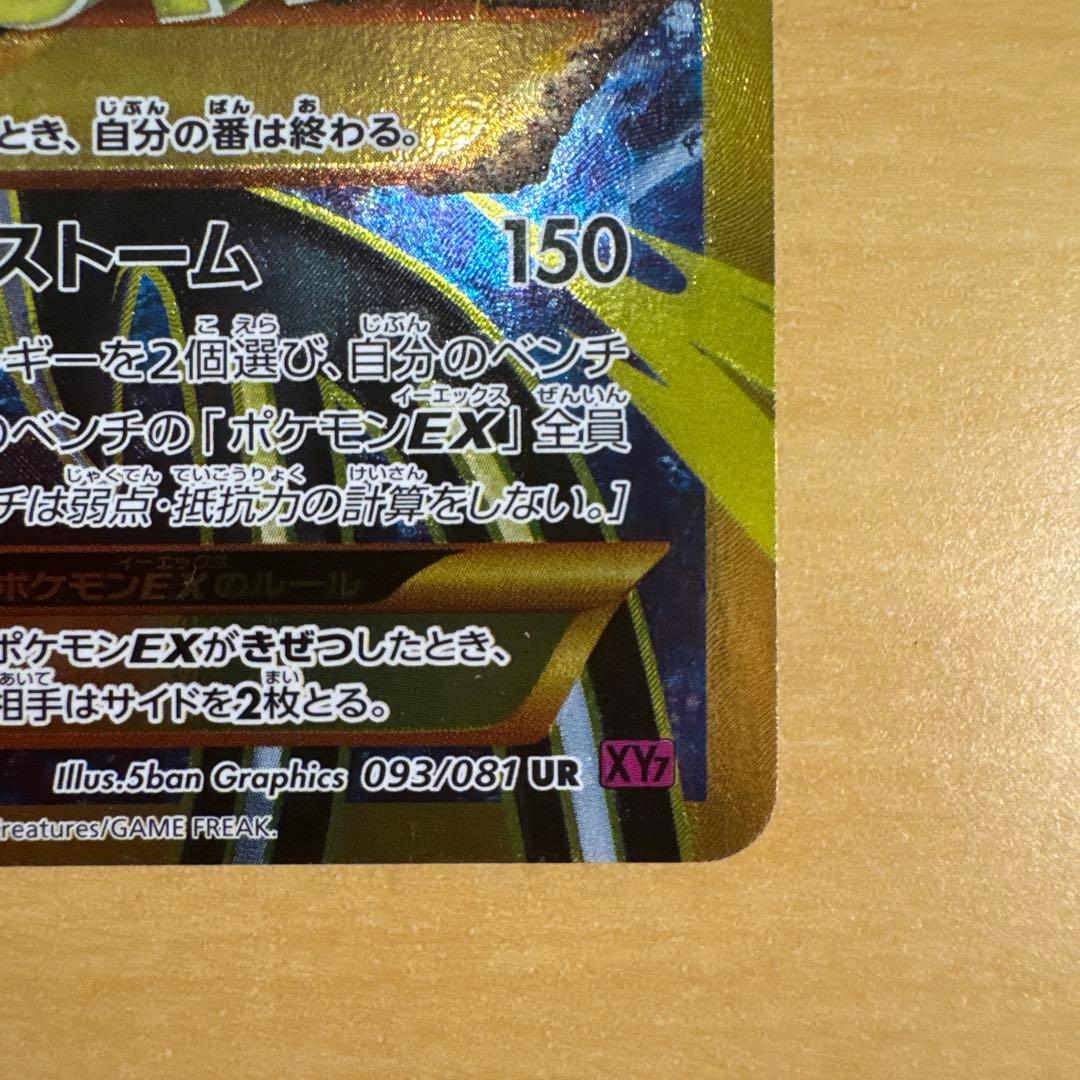 とき、自分の番は終わる。
ストーム 150
ギーを2個選び、自分のベンチ
のベンチの「ポケモンEX」全員
チは弱点・抵抗力の計算をしない。]
ポケモンEXのルール
ポケモンEXがきぜつしたとき、
相手はサイドを2枚とる。
Illus.5ban Graphics 093/081 UR XY7
reatures/GAME FREAK.